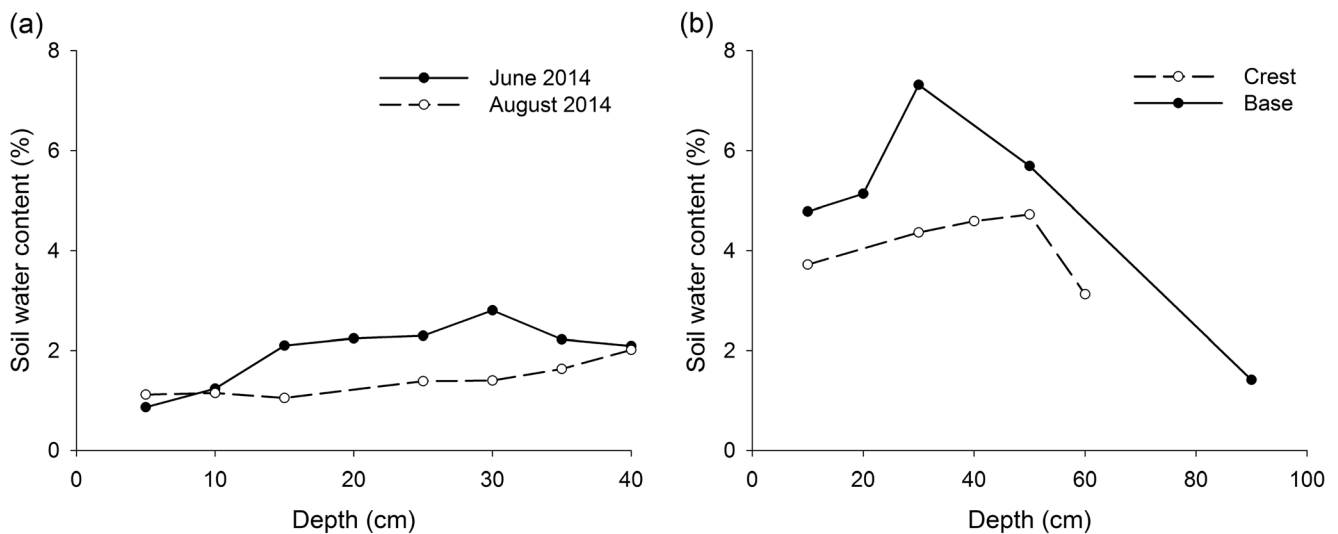 (a)
8
6
4
2
0
0 10 20 30 40
Soil water content (%)
Depth (cm)
June 2014
August 2014
(b)
8
6
4
2
0
0 20 40 60 80 100
Soil water content (%)
Depth (cm)
Crest
Base